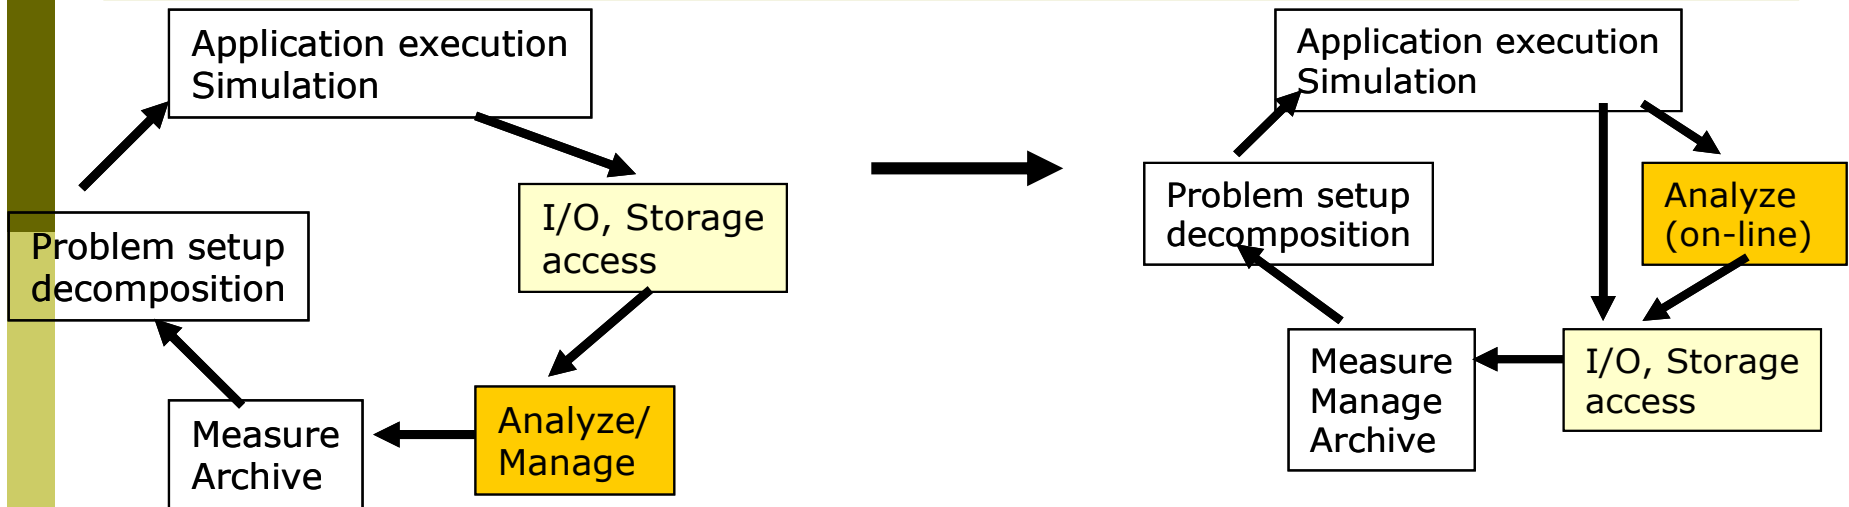 Application execution
Simulation
I/O, Storage
access
Problem setup
decomposition
Analyze/
Manage
Measure
Archive
Application execution
Simulation
Problem setup
decomposition
Analyze
(on-line)
Measure
Manage
Archive
I/O, Storage
access